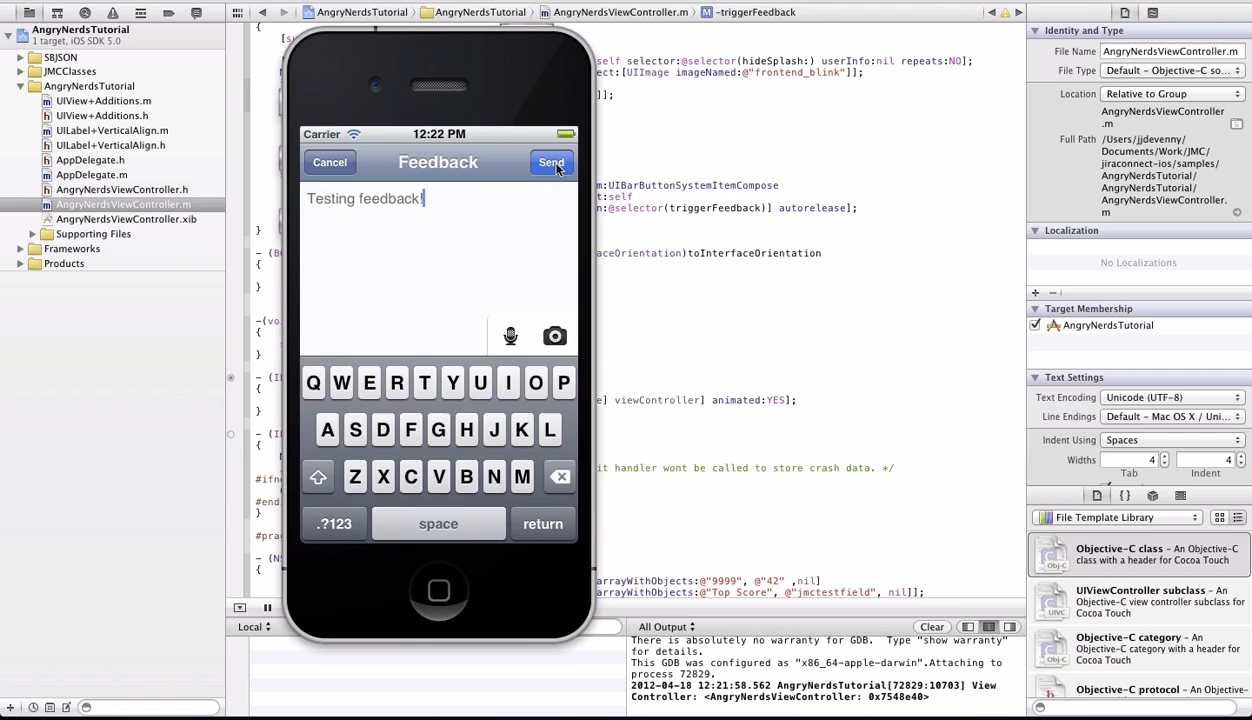 AngryNerdsTutorial
AngryNerdsTutorial
AngryNerdsViewController.m
M -triggerFeedback
AngryNerdsTutorial
1 target, iOS SDK 5.0
SBJSON
JMCClasses
AngryNerdsTutorial
m UIView+Additions.m
h UIView+Additions.h
m UILabel+VerticalAlign.m
h UILabel+VerticalAlign.h
h AppDelegate.h
m AppDelegate.m
h AngryNerdsViewController.h
m AngryNerdsViewController.m
AngryNerdsViewController.xib
Supporting Files
Frameworks
Products
{
self selector:@selector(hideSplash:) userInfo:nil repeats:NO];
ect:[UIImage imageNamed:@"frontend_blink"]];
]];
m:UIBarButtonSystemItemCompose
t:self
n:@selector(triggerFeedback)] autorelease];
}
- (B
aceOrientation)toInterfaceOrientation
{
}
-(vo
{
}
- (I
{
e] viewController] animated:YES];
}
- (I
{
it handler wont be called to store crash data. */
#ifn
#end
}
#pra
- (N
{
arrayWithObjects:@"9999", @"42" ,nil]
arrayWithObjects:@"Top Score", @"jmctestfield", nil]];
Carrier 12:22 PM
Cancel Feedback Send
Testing feedback!
Q W E R T Y U I O P
A S D F G H J K L
Z X C V B N M
.?123 space return
Local
All Output Clear
There is absolutely no warranty for GDB. Type "show warranty"
for details.
This GDB was configured as "x86_64-apple-darwin".Attaching to
process 72829.
2012-04-18 12:21:58.562 AngryNerdsTutorial[72829:10703] View
Controller: <AngryNerdsViewController: 0x7548e40>
Identity and Type
File Name AngryNerdsViewController.m
File Type Default - Objective-C so...
Location Relative to Group
AngryNerdsViewController
.m
Full Path /Users/jjdevenny/
Documents/Work/JMC/
jiraconnect-ios/samples/
AngryNerdsTutorial/
AngryNerdsTutorial/
AngryNerdsViewController.
m
Localization
No Localizations
Target Membership
AngryNerdsTutorial
Text Settings
Text Encoding Unicode (UTF-8)
Line Endings Default - Mac OS X / Uni...
Indent Using Spaces
Widths 4 4
Tab Indent
{ }
File Template Library
Objective-C class - An Objective-C
class with a header for Cocoa Touch
Obj-C
UIViewController subclass - An
Objective-C view controller subclass for
Cocoa Touch
UIVC
Objective-C category - An
Objective-C category with a header for
Cocoa Touch
Obj-C
Objective-C protocol - An Objective-